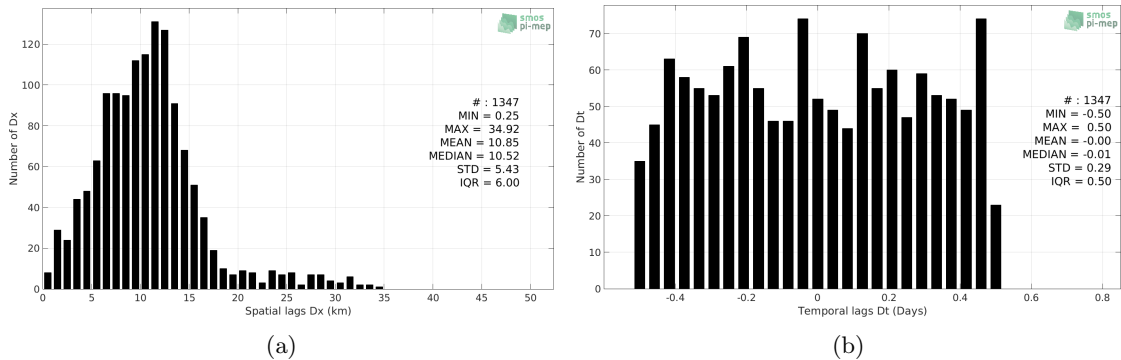 smos
pi-mep
Number of Dx
120
100
80
60
40
20
0
# : 1347
MIN = 0.25
MAX = 34.92
MEAN = 10.85
MEDIAN = 10.52
STD = 5.43
IQR = 6.00
0 5 10 15 20 25 30 35 40 45 50
Spatial lags Dx (km)
(a)
smos
pi-mep
Number of Dt
70
60
50
40
30
20
10
0
# : 1347
MIN = -0.50
MAX = 0.50
MEAN = -0.00
MEDIAN = -0.01
STD = 0.29
IQR = 0.50
-0.4 -0.2 0 0.2 0.4 0.6 0.8
Temporal lags Dt (Days)
(b)